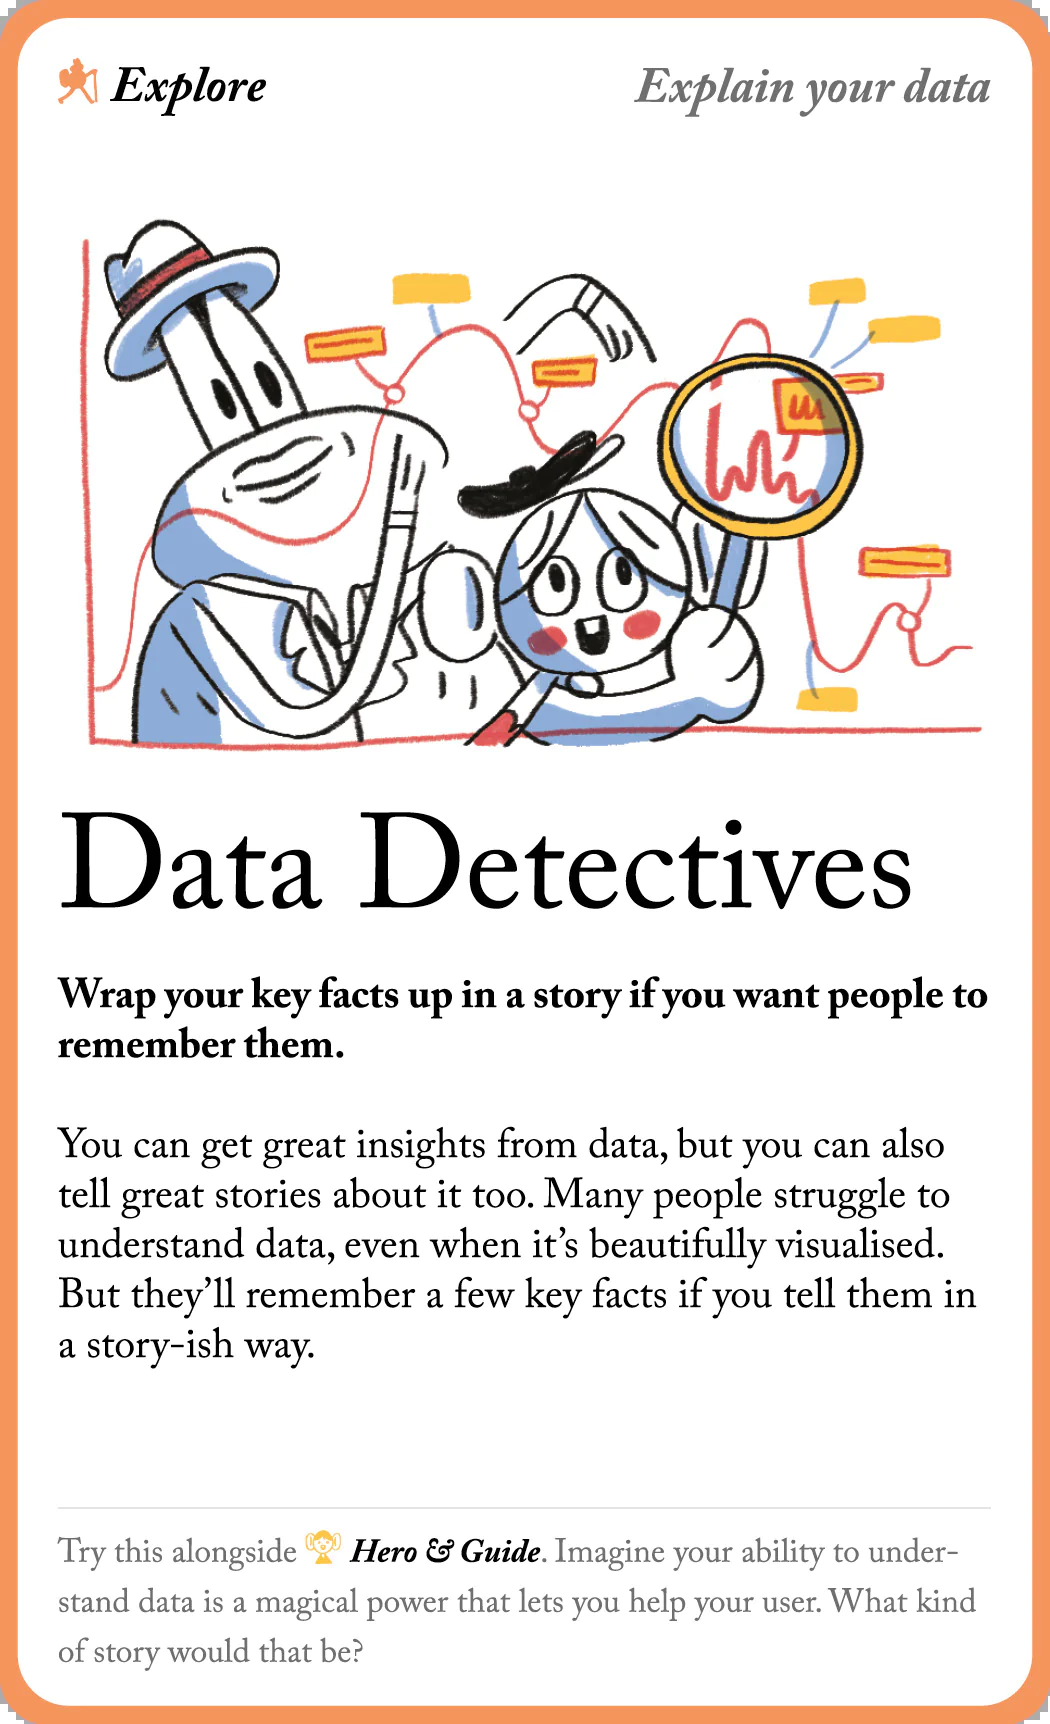 Explore
Explain your data
Data Detectives
Wrap your key facts up in a story if you want people to
remember them.
You can get great insights from data, but you can also
tell great stories about it too. Many people struggle to
understand data, even when it’s beautifully visualised.
But they’ll remember a few key facts if you tell them in
a story-ish way.
Try this alongside Hero & Guide. Imagine your ability to under-
stand data is a magical power that lets you help your user. What kind
of story would that be?